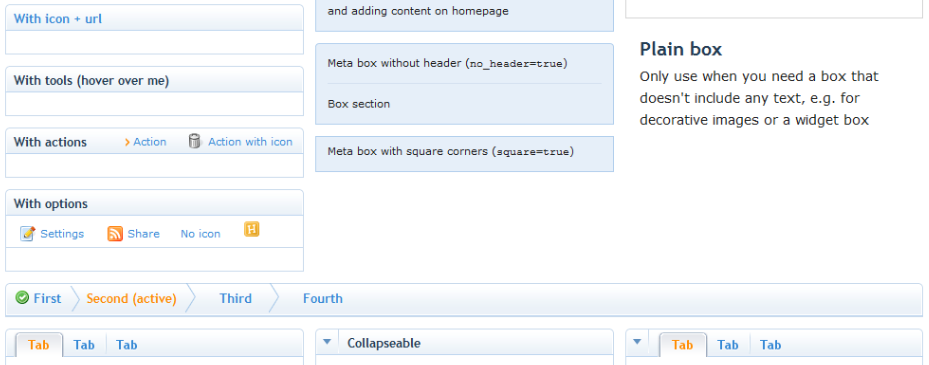 With icon + url
With tools (hover over me)
With actions
Action
Action with icon
With options
Settings
Share
No icon
H
and adding content on homepage
Meta box without header (no_header=true)
Box section
Meta box with square corners (square=true)
Plain box
Only use when you need a box that
doesn't include any text, e.g. for
decorative images or a widget box
First
Second (active)
Third
Fourth
Tab
Tab
Tab
Collapseable
Tab
Tab
Tab